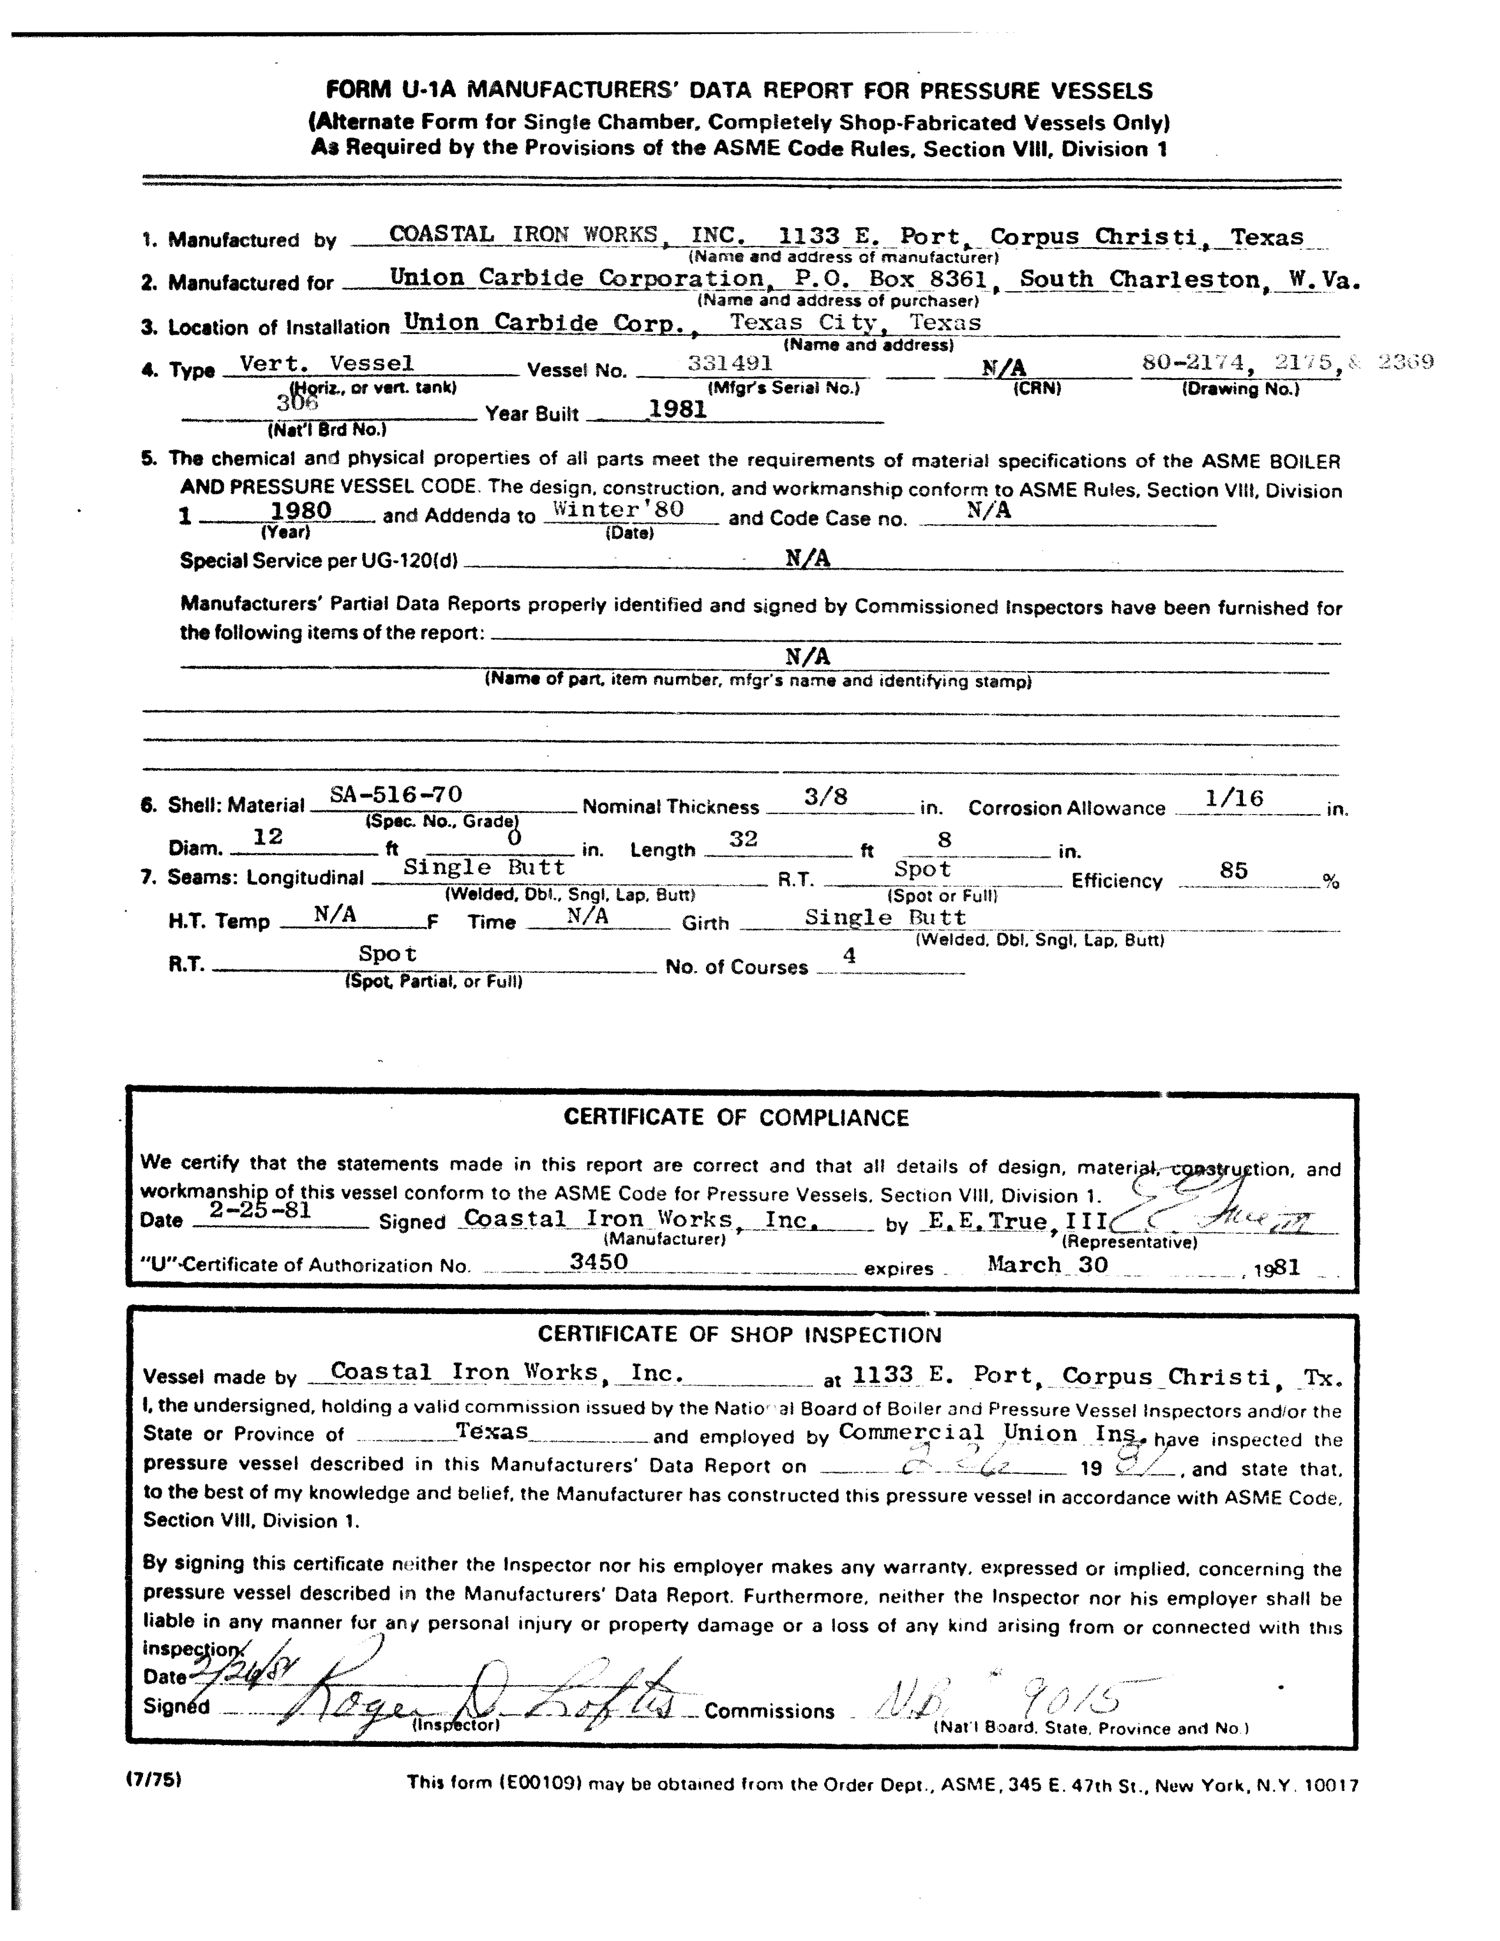 FORM U-1A MANUFACTURERS' DATA REPORT FOR PRESSURE VESSELS
(Alternate Form for Single Chamber, Completely Shop-Fabricated Vessels Only)
As Required by the Provisions of the ASME Code Rules, Section VIII, Division 1
1. Manufactured by COASTAL IRON WORKS, INC. 1133 E. Port, Corpus Christi, Texas
(Name and address of manufacturer)
2. Manufactured for Union Carbide Corporation, P.O. Box 8361, South Charleston, W.Va.
(Name and address of purchaser)
3. Location of Installation Union Carbide Corp., Texas City, Texas
(Name and address)
4. Type Vert. Vessel Vessel No. 331491 N/A 80-2174, 2175, & 2369
(Horiz., or vert. tank) (Mfgr's Serial No.) (CRN) (Drawing No.)
306 Year Built 1981
(Nat'l Brd No.)
5. The chemical and physical properties of all parts meet the requirements of material specifications of the ASME BOILER
AND PRESSURE VESSEL CODE. The design, construction, and workmanship conform to ASME Rules, Section VIII, Division
1 1980 and Addenda to Winter'80 and Code Case no. N/A
(Year) (Date)
Special Service per UG-120(d) N/A
Manufacturers' Partial Data Reports properly identified and signed by Commissioned Inspectors have been furnished for
the following items of the report:
N/A
(Name of part, item number, mfgr's name and identifying stamp)
6. Shell: Material SA-516-70 Nominal Thickness 3/8 in. Corrosion Allowance 1/16 in.
(Spec. No., Grade)
Diam. 12 ft 0 in. Length 32 ft 8 in.
7. Seams: Longitudinal Single Butt R.T. Spot Efficiency 85 %
(Welded, Dbl., Sngl, Lap, Butt) (Spot or Full)
H.T. Temp N/A F Time N/A Girth Single Butt
(Welded, Dbl, Sngl, Lap, Butt)
R.T. Spot No. of Courses 4
(Spot, Partial, or Full)
CERTIFICATE OF COMPLIANCE
We certify that the statements made in this report are correct and that all details of design, material, construction, and
workmanship of this vessel conform to the ASME Code for Pressure Vessels, Section VIII, Division 1.
Date 2-25-81 Signed Coastal Iron Works, Inc. by E.E.True,III
(Manufacturer) (Representative)
"U"-Certificate of Authorization No. 3450 expires March 30, 1981
CERTIFICATE OF SHOP INSPECTION
Vessel made by Coastal Iron Works, Inc. at 1133 E. Port, Corpus Christi, Tx.
I, the undersigned, holding a valid commission issued by the National Board of Boiler and Pressure Vessel Inspectors and/or the
State or Province of Texas and employed by Commercial Union Ins. have inspected the
pressure vessel described in this Manufacturers' Data Report on 2 26 1981, and state that,
to the best of my knowledge and belief, the Manufacturer has constructed this pressure vessel in accordance with ASME Code,
Section VIII, Division 1.
By signing this certificate neither the Inspector nor his employer makes any warranty, expressed or implied, concerning the
pressure vessel described in the Manufacturers' Data Report. Furthermore, neither the Inspector nor his employer shall be
liable in any manner for any personal injury or property damage or a loss of any kind arising from or connected with this
inspection.
Date 2/26/81
Signed Roger D. Loftis Commissions N.B. # 9015
(Inspector) (Nat'l Board, State, Province and No.)
(7/75) This form (E00109) may be obtained from the Order Dept., ASME, 345 E. 47th St., New York, N.Y. 10017